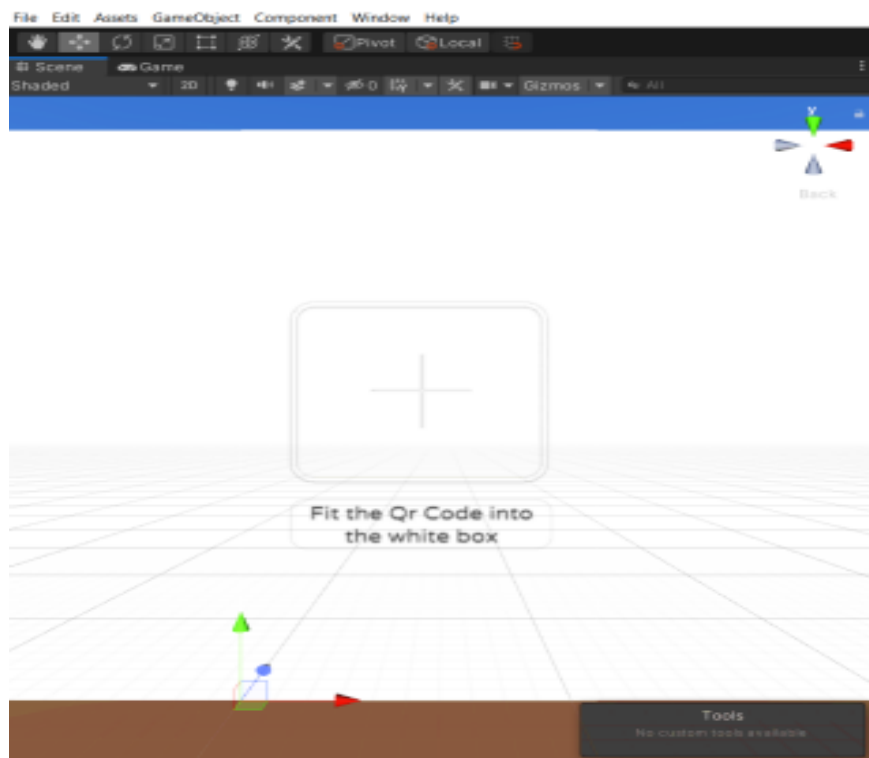 File Edit Assets GameObject Component Window Help
Pivot Local
Scene Game
Shaded 2D 0 Gizmos All
y
Back
Fit the Qr Code into
the white box
Tools
No custom tools available